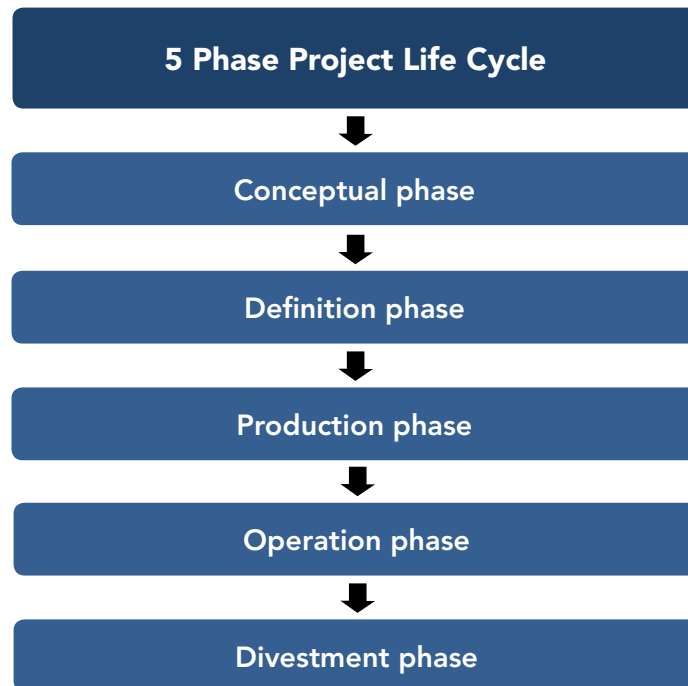 5 Phase Project Life Cycle
Conceptual phase
Definition phase
Production phase
Operation phase
Divestment phase